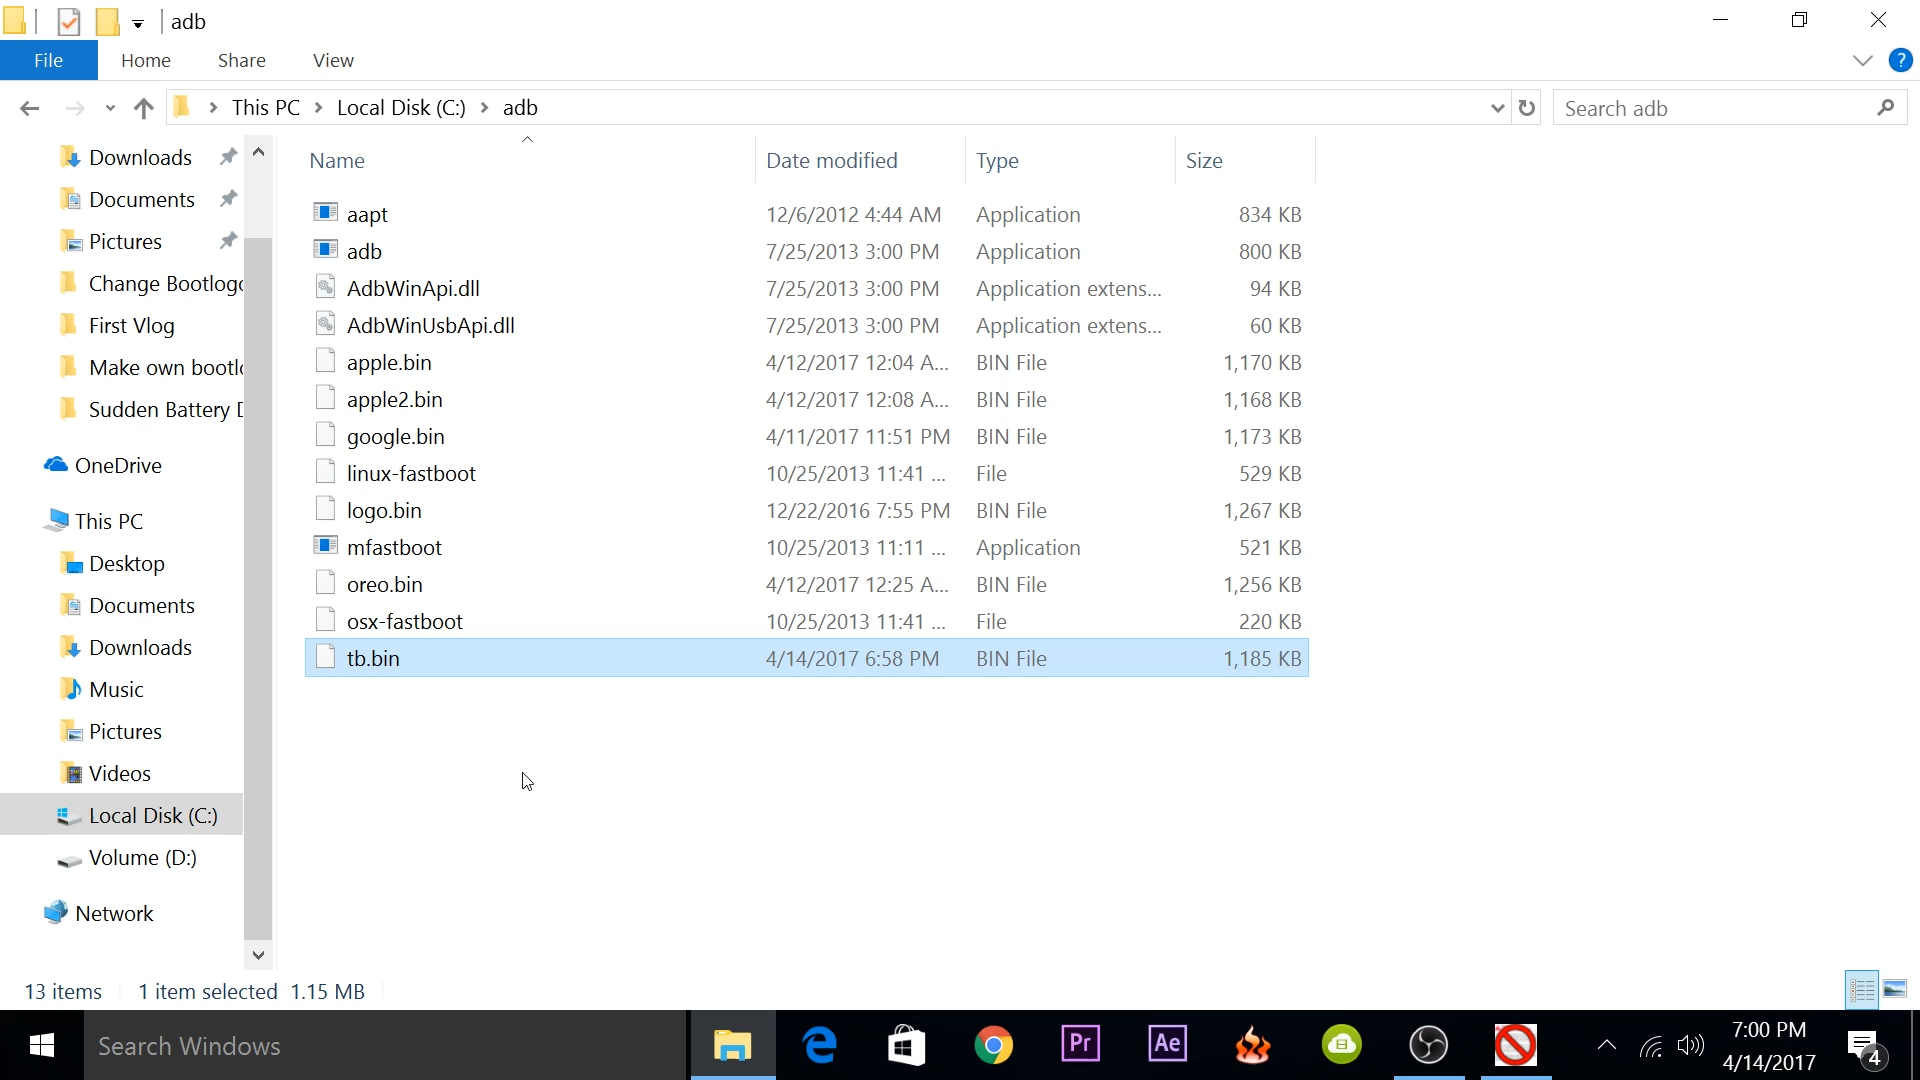 adb
File Home Share View
This PC Local Disk (C:) adb
Search adb
Downloads
Documents
Pictures
Change Bootlogo
First Vlog
Make own bootlo
Sudden Battery D
OneDrive
This PC
Desktop
Documents
Downloads
Music
Pictures
Videos
Local Disk (C:)
Volume (D:)
Network
Name Date modified Type Size
aapt 12/6/2012 4:44 AM Application 834 KB
adb 7/25/2013 3:00 PM Application 800 KB
AdbWinApi.dll 7/25/2013 3:00 PM Application extens... 94 KB
AdbWinUsbApi.dll 7/25/2013 3:00 PM Application extens... 60 KB
apple.bin 4/12/2017 12:04 A... BIN File 1,170 KB
apple2.bin 4/12/2017 12:08 A... BIN File 1,168 KB
google.bin 4/11/2017 11:51 PM BIN File 1,173 KB
linux-fastboot 10/25/2013 11:41 ... File 529 KB
logo.bin 12/22/2016 7:55 PM BIN File 1,267 KB
mfastboot 10/25/2013 11:11 ... Application 521 KB
oreo.bin 4/12/2017 12:25 A... BIN File 1,256 KB
osx-fastboot 10/25/2013 11:41 ... File 220 KB
tb.bin 4/14/2017 6:58 PM BIN File 1,185 KB
13 items 1 item selected 1.15 MB
Search Windows
Pr
Ae
7:00 PM
4/14/2017
4